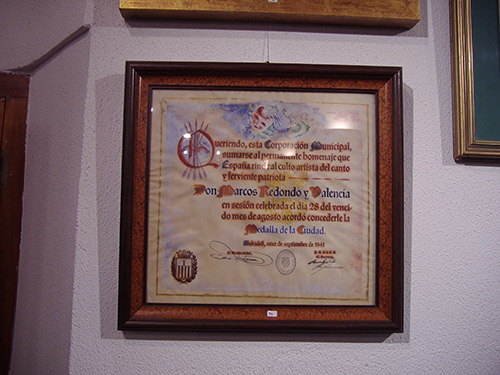 Queriendo, esta Corporación Municipal,
sumarse al permanente homenaje que
España rinde al culto artista del canto
y ferviente patriota
Don Marcos Redondo y Valencia
en sesión celebrada el día 28 del venci-
do mes de agosto acordó concederle la
Medalla de la Ciudad.
Sabadell, once de septiembre de 1941